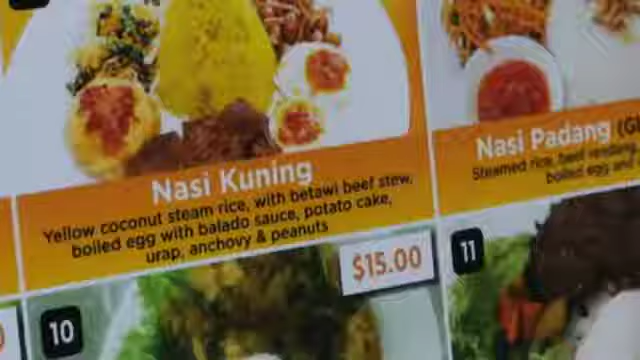 Nasi Kuning
Yellow coconut steam rice, with betawi beef stew,
boiled egg with balado sauce, potato cake,
urap, anchovy & peanuts
Nasi Padang
Steamed rice, beef rendang,
boiled egg and
$15.00
11
10